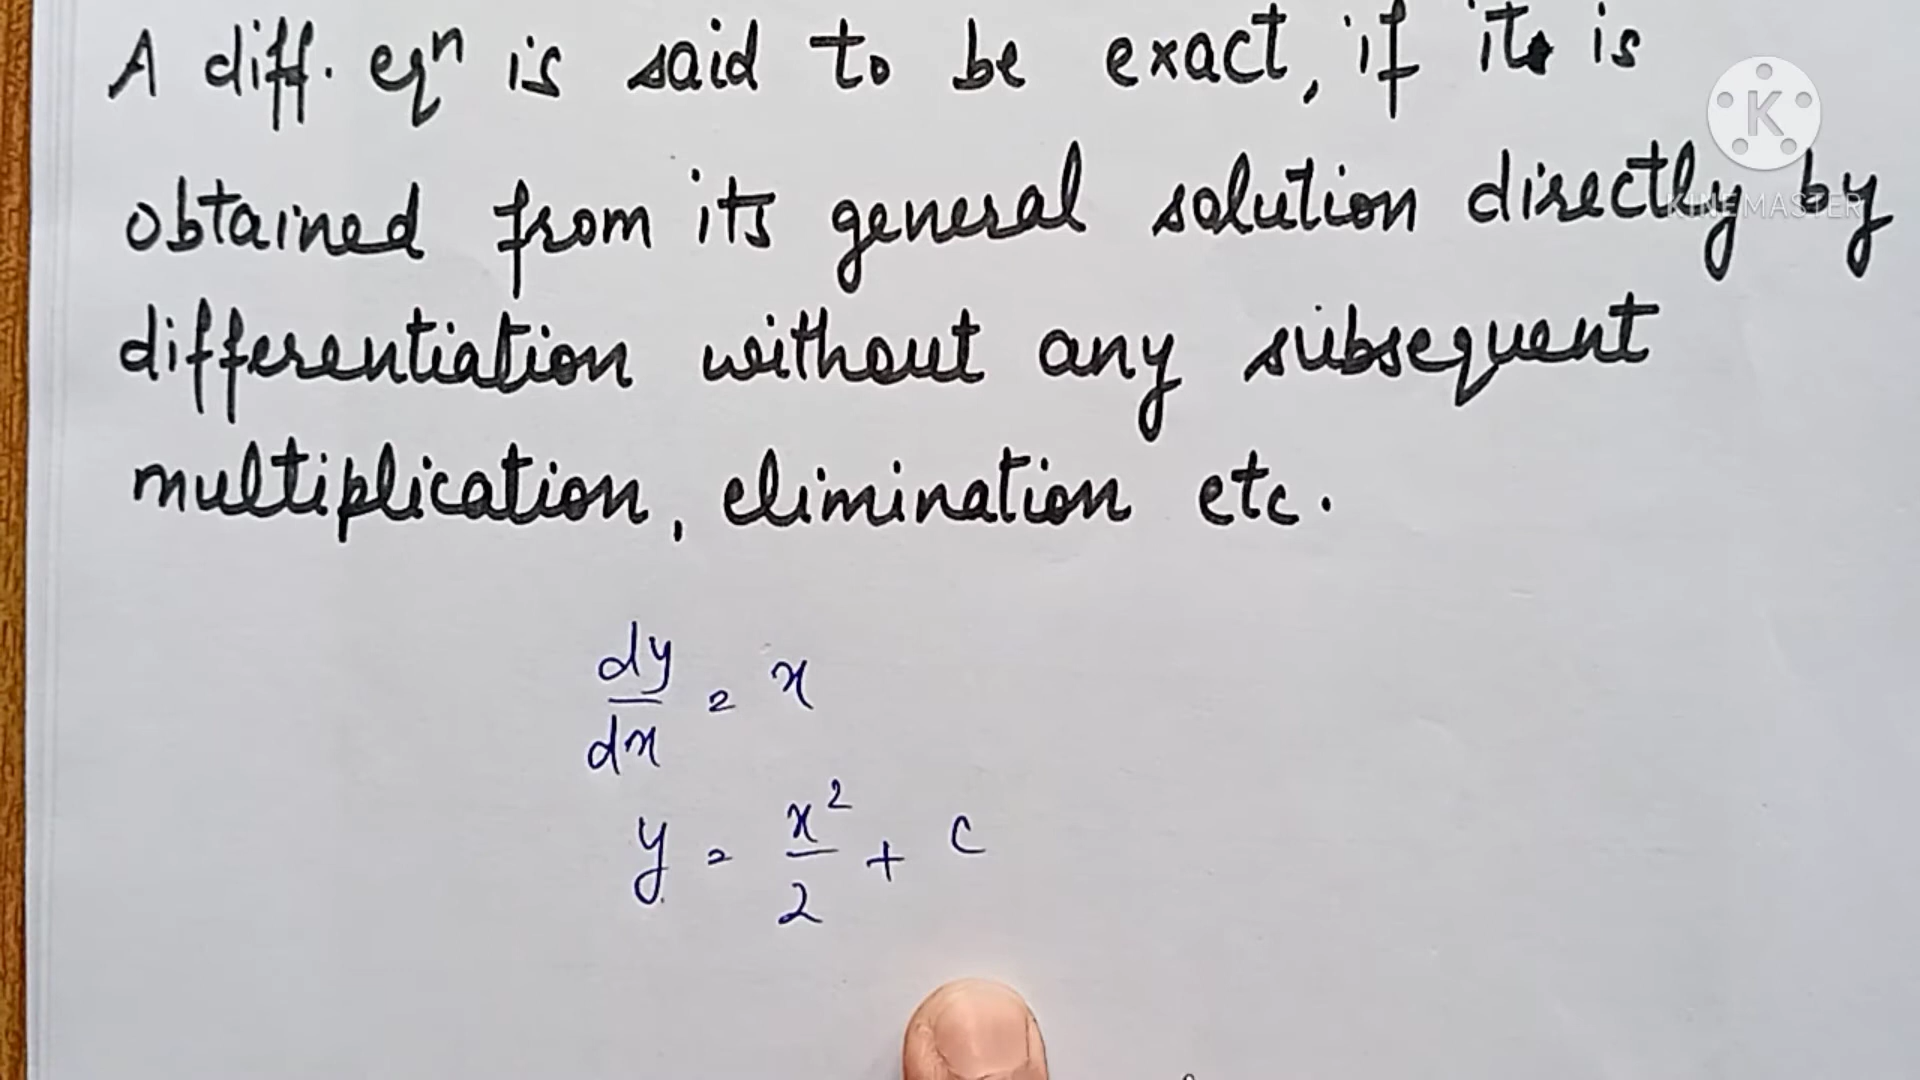 A diff. eqⁿ is said to be exact, if it is
K
obtained from its general solution directly by
KINEMASTER
differentiation without any subsequent
multiplication, elimination etc.
dy/dx = x
y = x²/2 + c